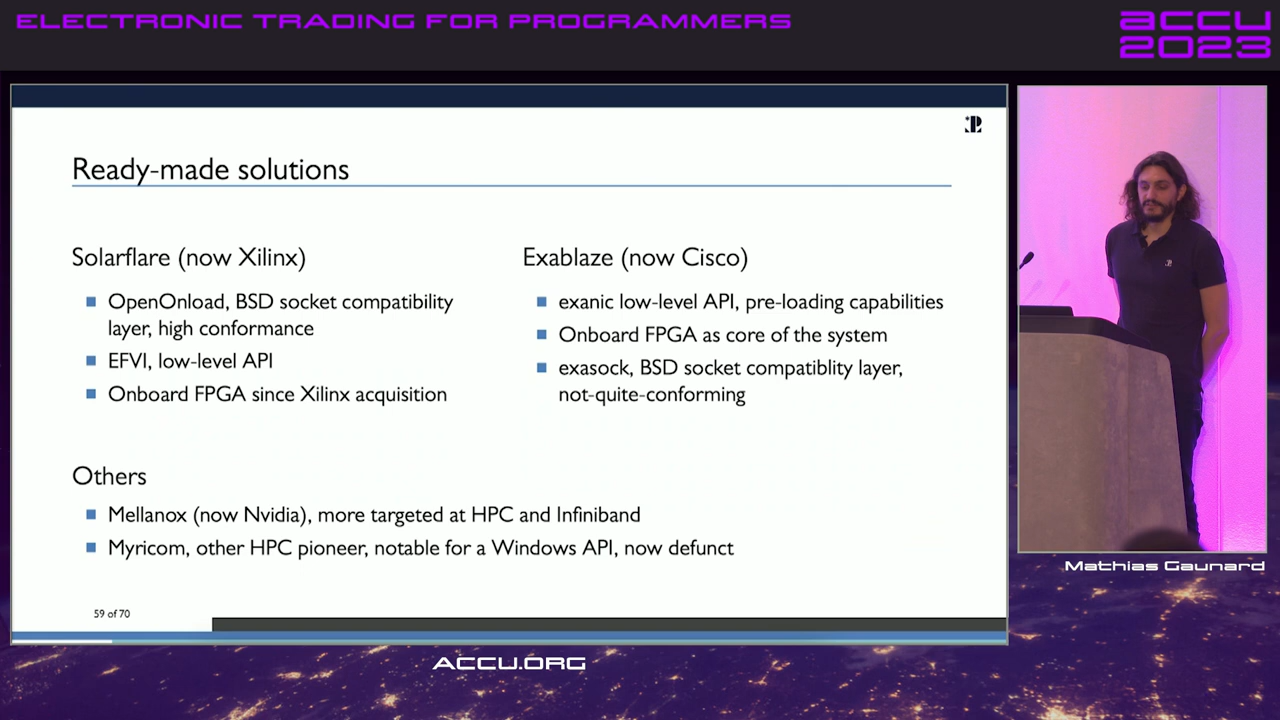 ELECTRONIC TRADING FOR PROGRAMMERS
accu
2023
Ready-made solutions
Solarflare (now Xilinx)
OpenOnload, BSD socket compatibility
layer, high conformance
EFVI, low-level API
Onboard FPGA since Xilinx acquisition
Exablaze (now Cisco)
exanic low-level API, pre-loading capabilities
Onboard FPGA as core of the system
exasock, BSD socket compatiblity layer,
not-quite-conforming
Others
Mellanox (now Nvidia), more targeted at HPC and Infiniband
Myricom, other HPC pioneer, notable for a Windows API, now defunct
59 of 70
Mathias Gaunard
ACCU.ORG